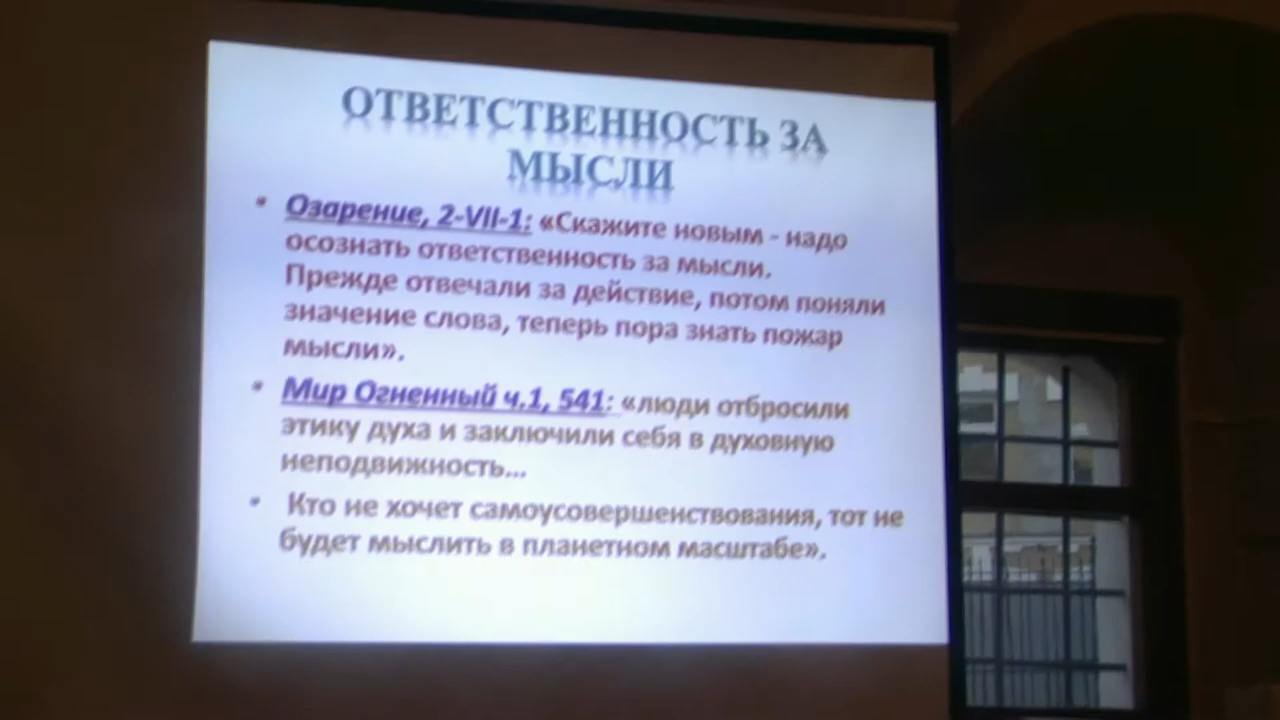 ОТВЕТСТВЕННОСТЬ ЗА
МЫСЛИ
• Озарение, 2-VII-1: «Скажите новым - надо
осознать ответственность за мысли.
Прежде отвечали за действие, потом поняли
значение слова, теперь пора знать пожар
мысли».
• Мир Огненный ч.1, 541: «люди отбросили
этику духа и заключили себя в духовную
неподвижность...
• Кто не хочет самоусовершенствования, тот не
будет мыслить в планетном масштабе».